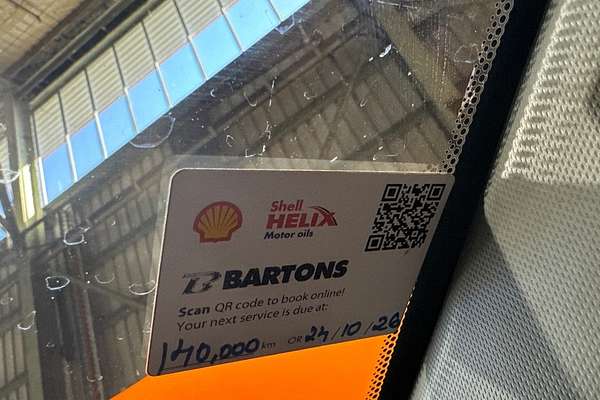 Shell
HELIX
Motor oils
BARTONS
Scan QR code to book online!
Your next service is due at:
140,000 km OR 24/10/26